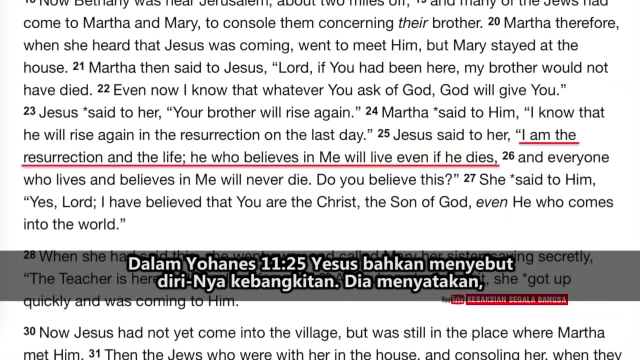 Now Bethany was near Jerusalem, about two miles off; 19 and many of the Jews had
come to Martha and Mary, to console them concerning their brother. 20 Martha therefore,
when she heard that Jesus was coming, went to meet Him, but Mary stayed at the
house. 21 Martha then said to Jesus, “Lord, if You had been here, my brother would not
have died. 22 Even now I know that whatever You ask of God, God will give You.”
23 Jesus *said to her, “Your brother will rise again.” 24 Martha *said to Him, “I know that
he will rise again in the resurrection on the last day.” 25 Jesus said to her, “I am the
resurrection and the life; he who believes in Me will live even if he dies, 26 and everyone
who lives and believes in Me will never die. Do you believe this?” 27 She *said to Him,
“Yes, Lord; I have believed that You are the Christ, the Son of God, even He who comes
into the world.”
28 When she had said
secretly,
Dalam Yohanes 11:25 Yesus bahkan menyebut
“The Teacher is here
she *got up
diri-Nya kebangkitan. Dia menyatakan,
quickly and was coming to Him.
YouTube KESAKSIAN SEGALA BANGSA
30 Now Jesus had not yet come into the village, but was still in the place where Martha
met Him. 31 Then the Jews who were with her in the house, and consoling her, when they